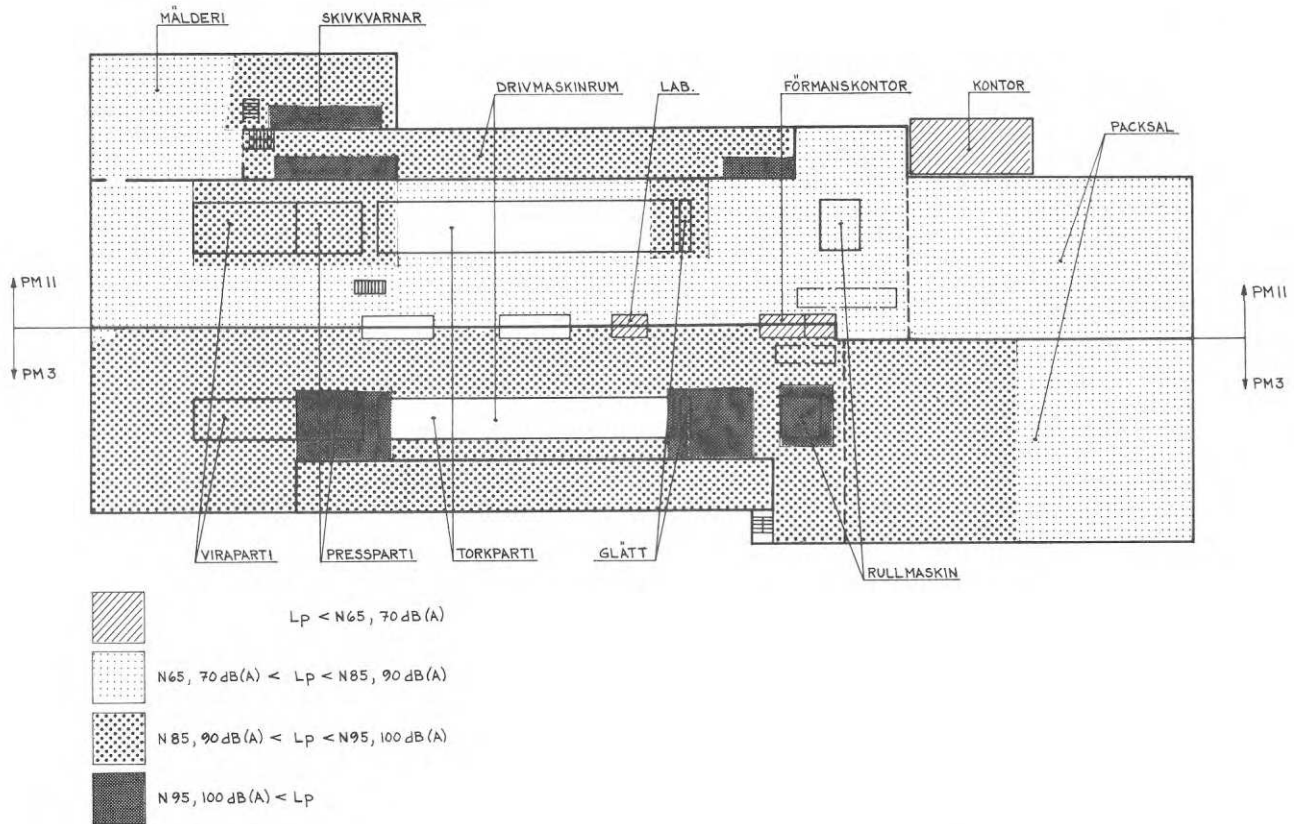 MÄLDERI
SKIVKVARNAR
DRIVMASKINRUM
LAB.
FÖRMANSKONTOR
KONTOR
PACKSAL
PM 11
PM 11
PM 3
PM 3
VIRAPARTI
PRESSPARTI
TORKPARTI
GLÄTT
RULLMASKIN
Lp < N65, 70 dB(A)
N65, 70 dB(A) < Lp < N85, 90 dB(A)
N85, 90 dB(A) < Lp < N95, 100 dB(A)
N95, 100 dB(A) < Lp